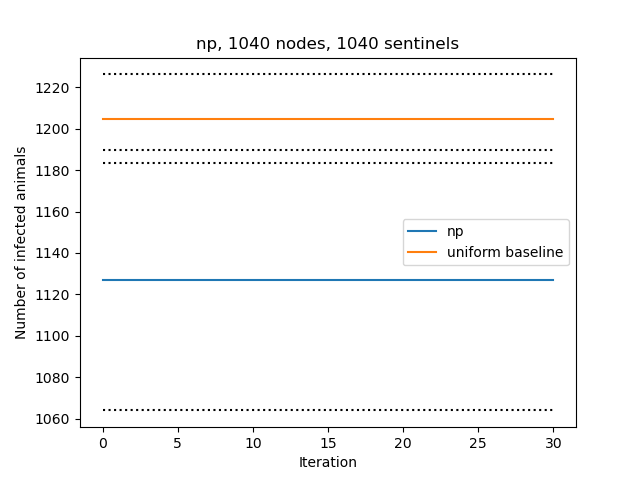 np, 1040 nodes, 1040 sentinels
1220
1200
1180
1160
1140
1120
1100
1080
1060
Number of infected animals
np
uniform baseline
0 5 10 15 20 25 30
Iteration